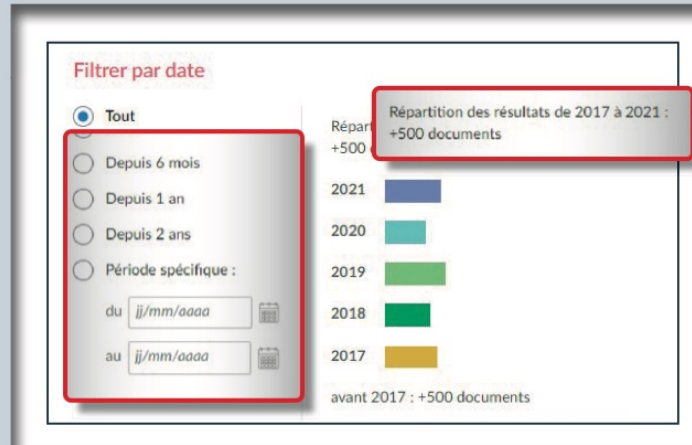 Filtrer par date
Tout
Depuis 6 mois
Depuis 1 an
Depuis 2 ans
Période spécifique :
du jj/mm/aaaa
au jj/mm/aaaa
Répartition des résultats de 2017 à 2021 :
+500 documents
Répart
+500
2021
2020
2019
2018
2017
avant 2017 : +500 documents